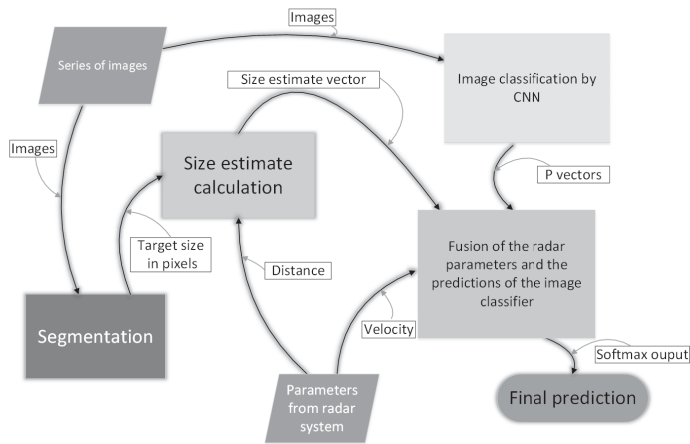 Images
Series of images
Image classification by
CNN
Size estimate vector
Images
Size estimate
calculation
P vectors
Target size
in pixels
Fusion of the radar
parameters and the
predictions of the image
classifier
Distance
Velocity
Segmentation
Softmax ouput
Parameters
from radar
system
Final prediction